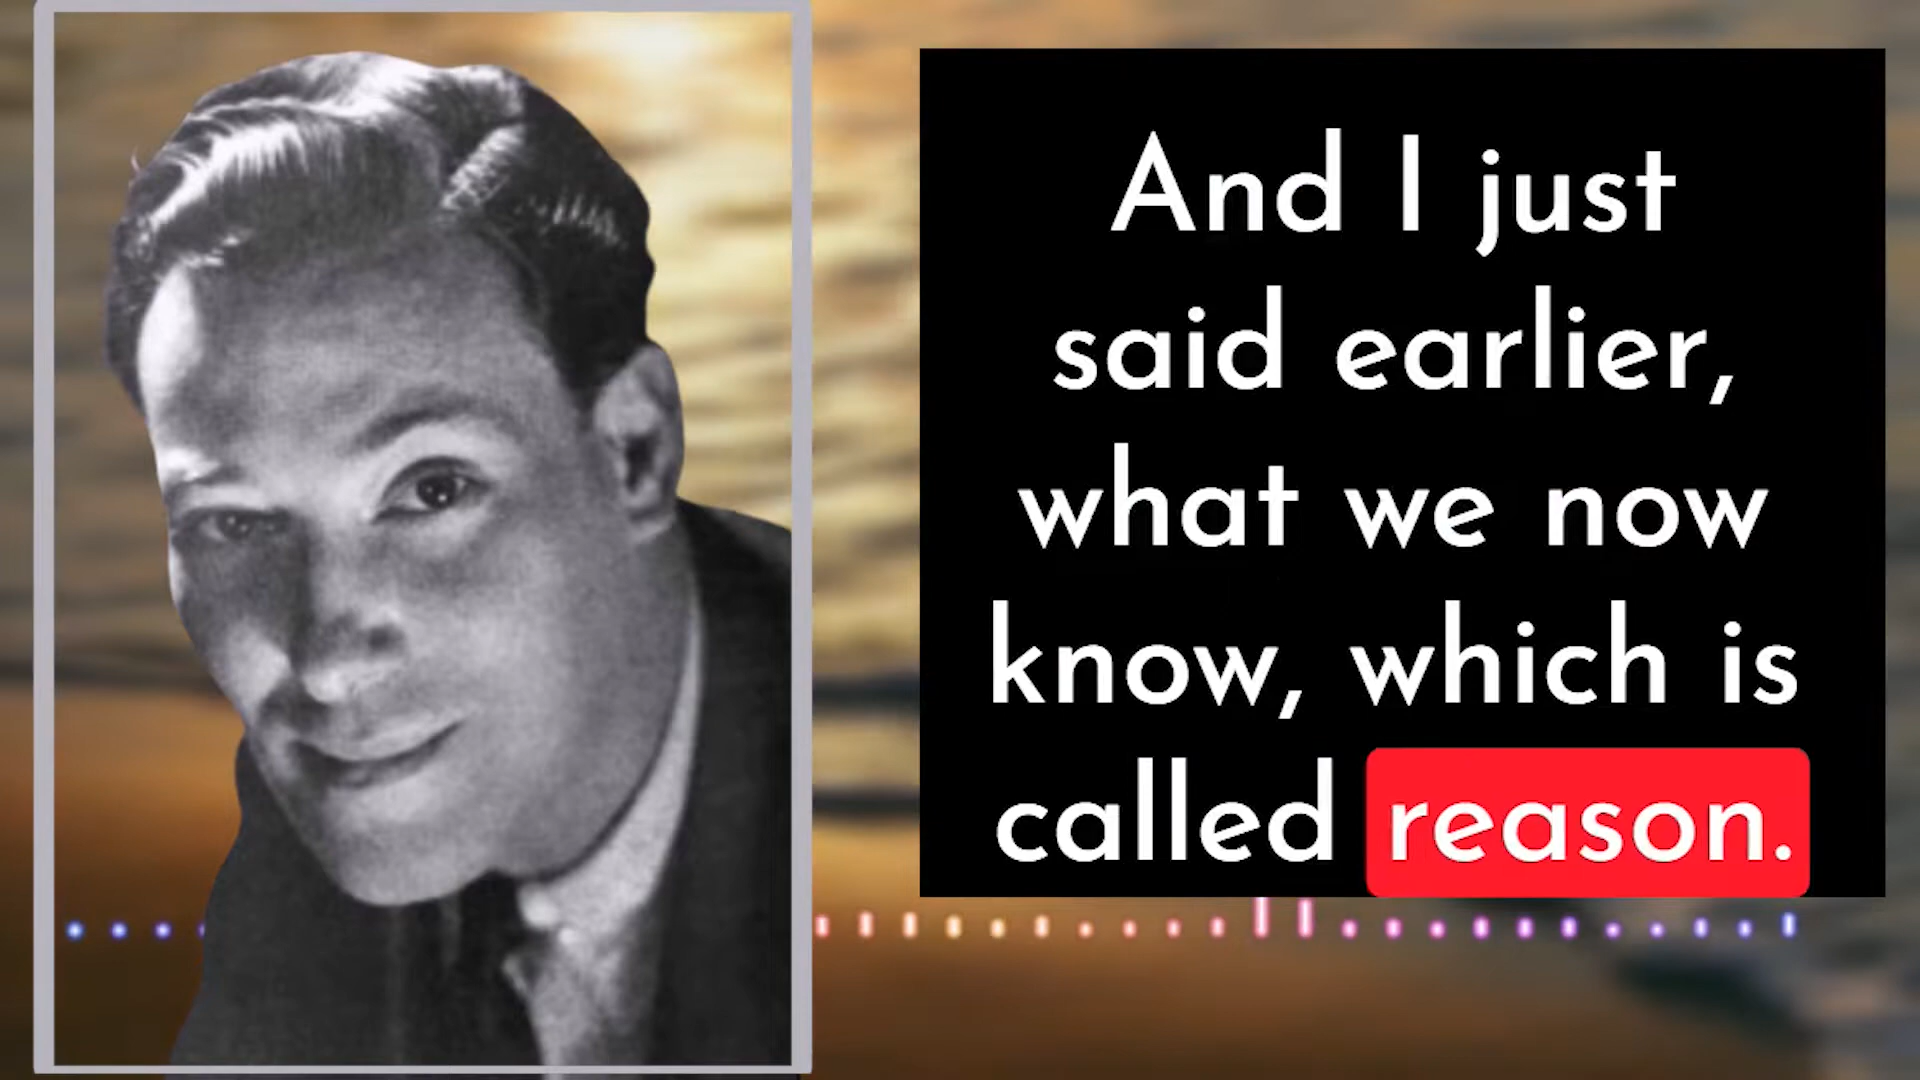 And I just
said earlier,
what we now
know, which is
called reason.